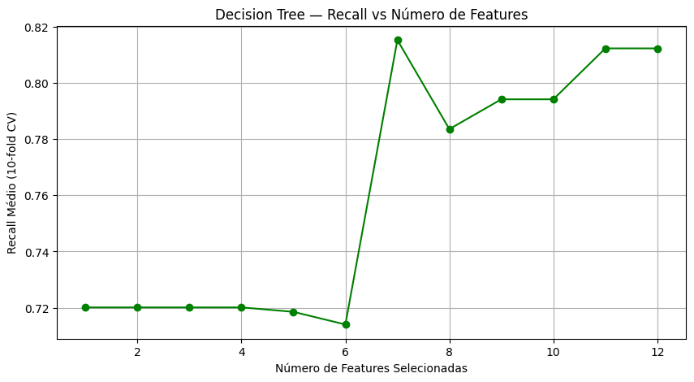 Decision Tree — Recall vs Número de Features
Recall Médio (10-fold CV)
0.82
0.80
0.78
0.76
0.74
0.72
2 4 6 8 10 12
Número de Features Selecionadas